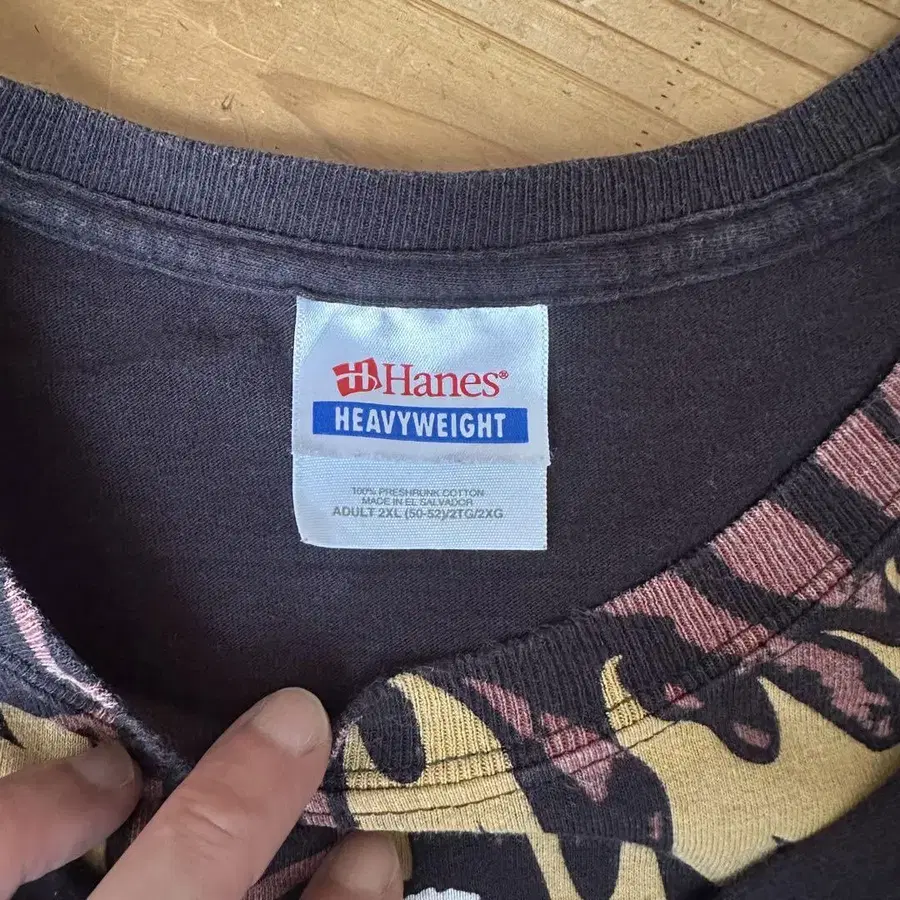 Hanes®
HEAVYWEIGHT
100% PRESHRUNK COTTON
MADE IN EL SALVADOR
ADULT 2XL (50-52)/2TG/2XG